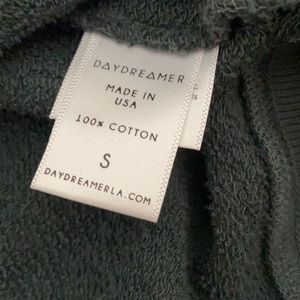 DAYDREAMER
MADE IN
USA
100% COTTON
S
DAYDREAMERLA.COM